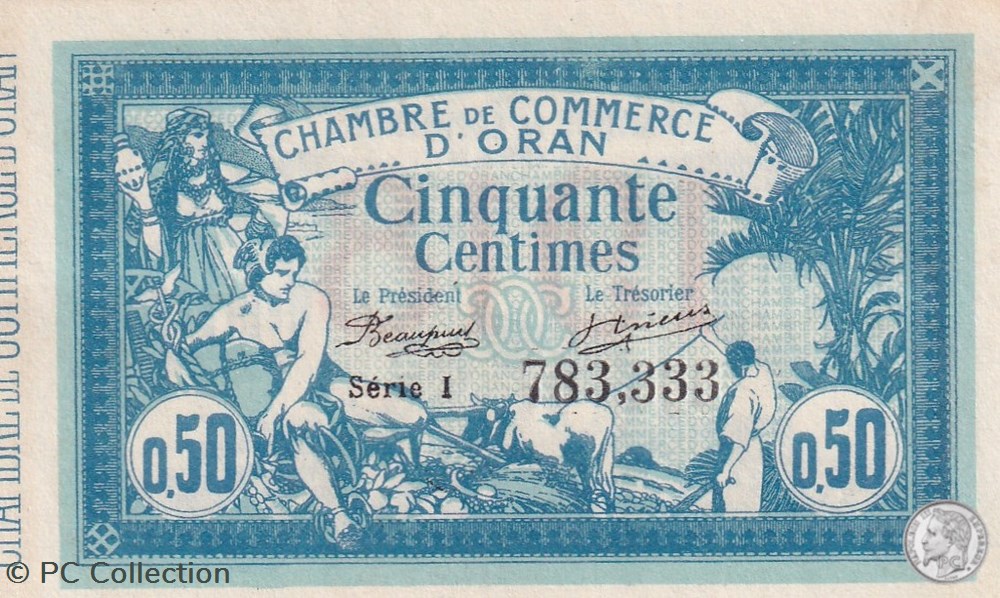 CHAMBRE DE COMMERCE
D'ORAN
Cinquante
Centimes
Le Président
Le Trésorier
Série I
783,333
0,50
0,50
© PC Collection